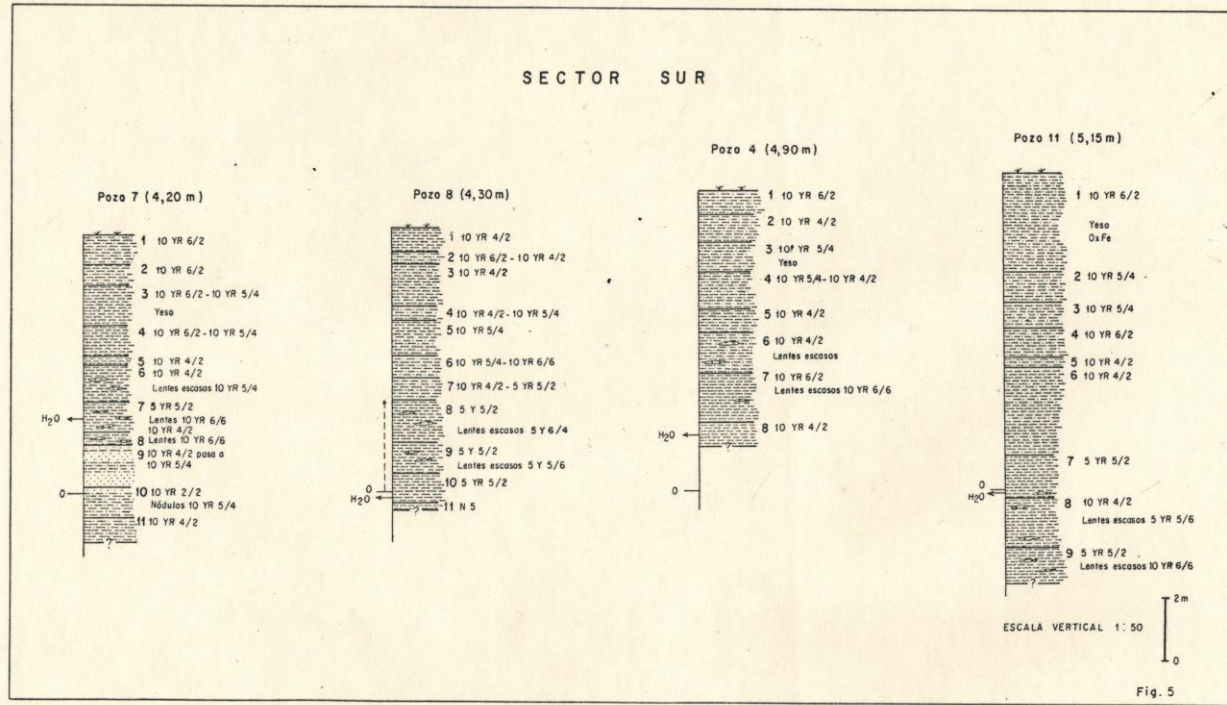 SECTOR SUR
Pozo 7 (4,20 m)
1 10 YR 6/2
2 10 YR 6/2
3 10 YR 6/2-10 YR 5/4
Yeso
4 10 YR 6/2-10 YR 5/4
5 10 YR 4/2
6 10 YR 4/2
Lentes escasos 10 YR 5/4
7 5 YR 5/2
H2O
Lentes 10 YR 6/6
10 YR 4/2
8 Lentes 10 YR 6/6
9 10 YR 4/2 pasa a
10 YR 5/4
0
10 10 YR 2/2
Nódulos 10 YR 5/4
11 10 YR 4/2
?
Pozo 8 (4,30 m)
1 10 YR 4/2
2 10 YR 6/2-10 YR 4/2
3 10 YR 4/2
4 10 YR 4/2-10 YR 5/4
5 10 YR 5/4
6 10 YR 5/4-10 YR 6/6
7 10 YR 4/2-5 YR 5/2
8 5 Y 5/2
Lentes escasos 5 Y 6/4
9 5 Y 5/2
Lentes escasos 5 Y 5/6
10 5 YR 5/2
0
H2O
11 N 5
?
Pozo 4 (4,90 m)
1 10 YR 6/2
2 10 YR 4/2
3 10 YR 5/4
Yeso
4 10 YR 5/4-10 YR 4/2
5 10 YR 4/2
6 10 YR 4/2
Lentes escasos
7 10 YR 6/2
Lentes escasos 10 YR 6/6
8 10 YR 4/2
H2O
?
0
Pozo 11 (5,15 m)
1 10 YR 6/2
Yeso
OxFe
2 10 YR 5/4
3 10 YR 5/4
4 10 YR 6/2
5 10 YR 4/2
6 10 YR 4/2
7 5 YR 5/2
0
H2O
8 10 YR 4/2
Lentes escasos 5 YR 5/6
9 5 YR 5/2
Lentes escasos 10 YR 6/6
?
2 m
ESCALA VERTICAL 1:50
0
Fig. 5